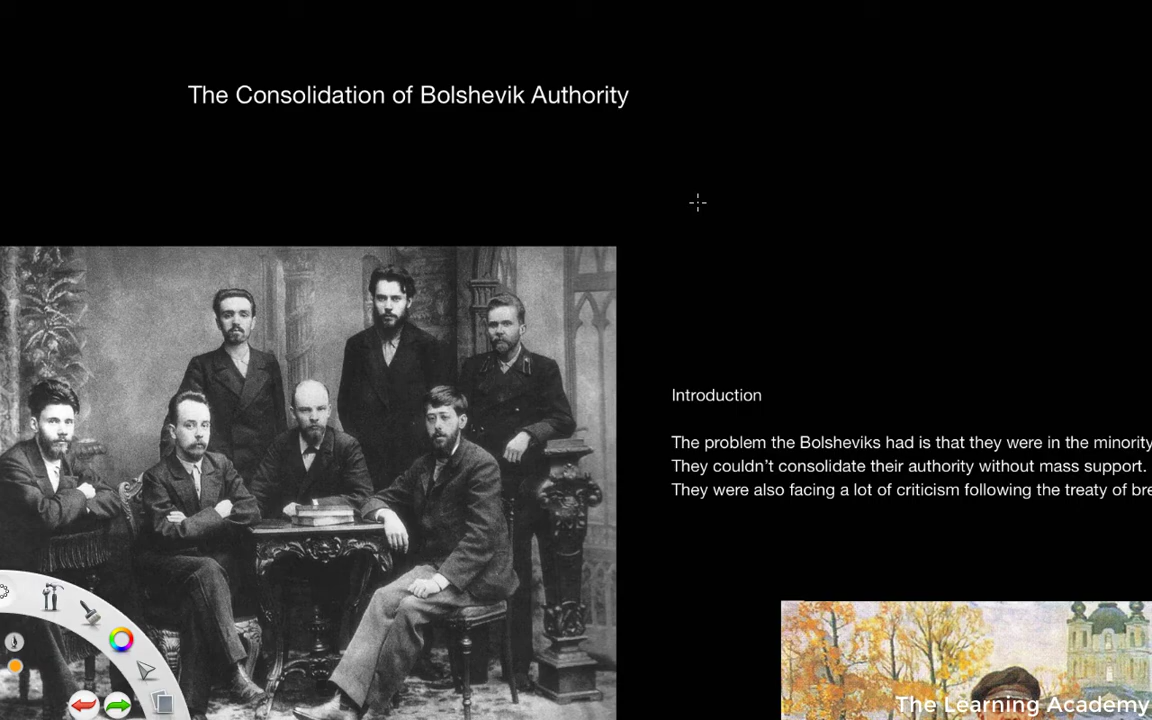 The Consolidation of Bolshevik Authority
Introduction
The problem the Bolsheviks had is that they were in the minority
They couldn't consolidate their authority without mass support.
They were also facing a lot of criticism following the treaty of bre
The Learning Academy